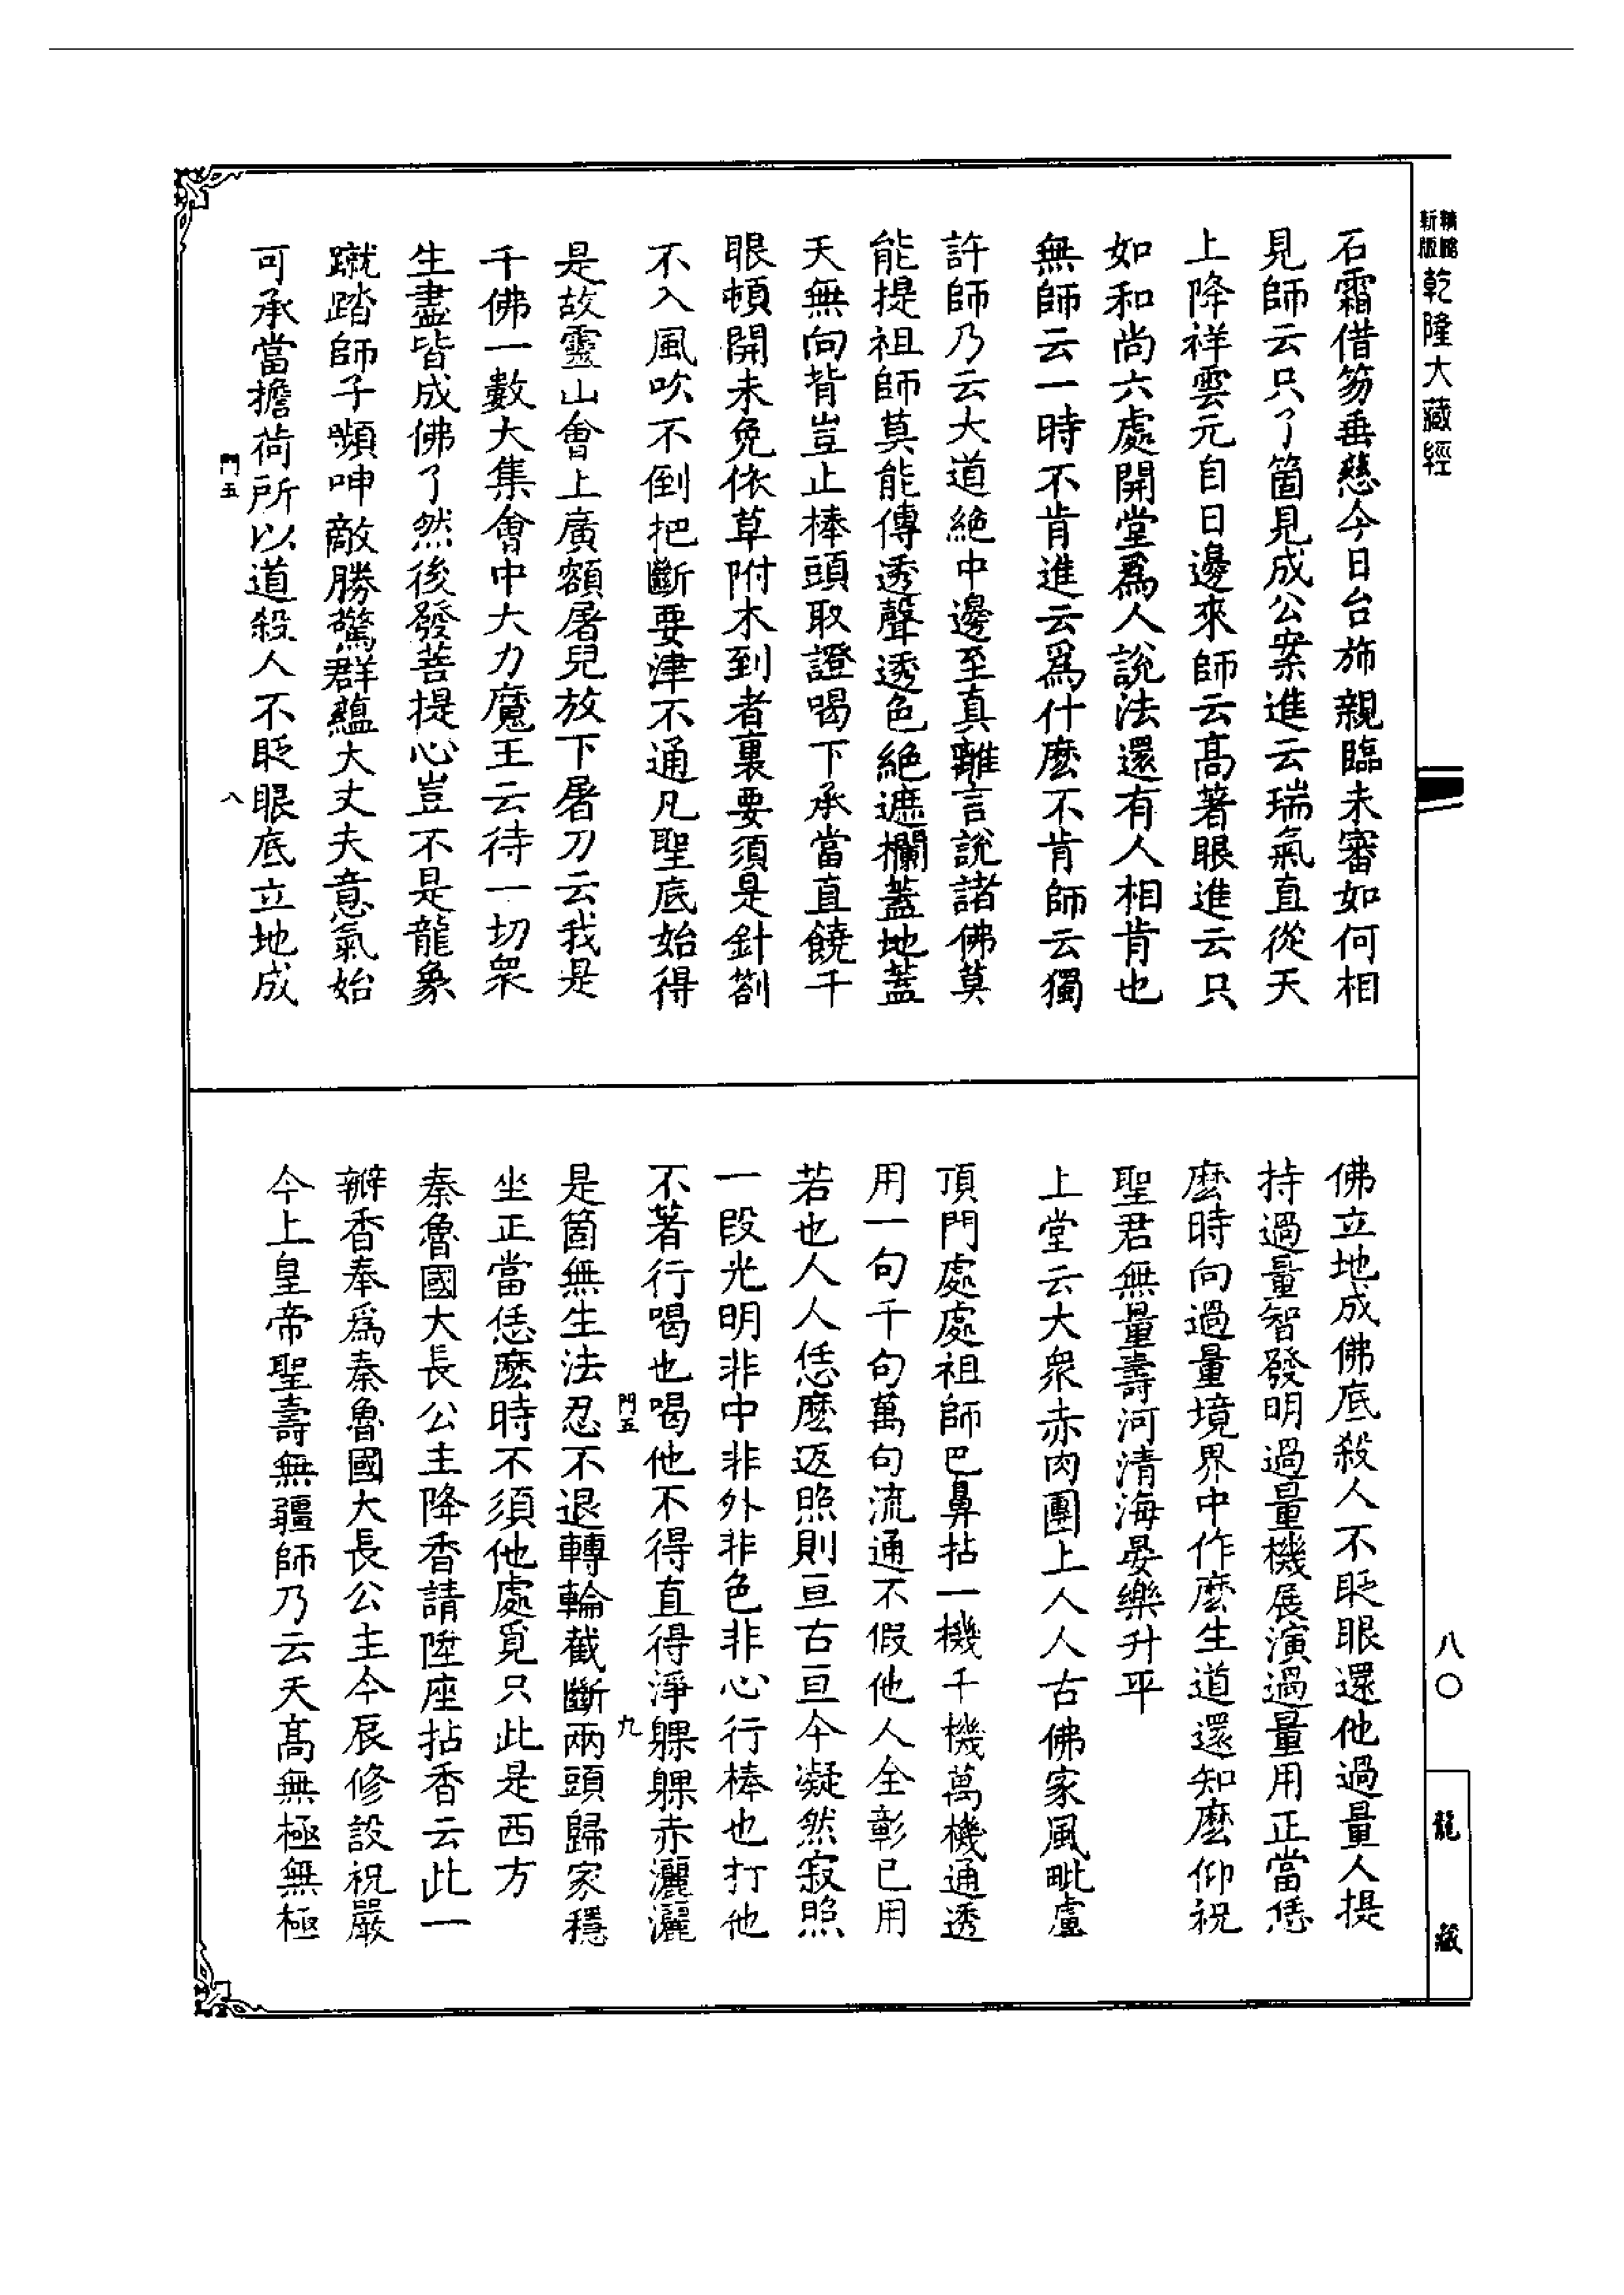 精縮
新版
乾隆大藏經
石霜借笏垂慈今日台斾親臨未審如何相
見師云只了箇見成公案進云瑞氣直從天
上降祥雲元自日邊來師云高著眼進云只
如和尚六處開堂爲人說法還有人相肯也
無師云一時不肯進云爲什麽不肯師云獨
許師乃云大道絶中邊至真離言說諸佛莫
能提祖師莫能傳透聲透色絶遮欄蓋地蓋
天無向背豈止棒頭取證喝下承當直饒千
眼頓開未免依草附木到者裏要須是針劄
不入風吹不倒把斷要津不通凡聖底始得
是故靈山會上廣額屠兒放下屠刀云我是
千佛一數大集會中大力魔王云待一切衆
生盡皆成佛了然後發菩提心豈不是龍象
蹴踏師子嚬呻敵勝驚群蘊大丈夫意氣始
可承當擔荷所以道殺人不眨眼底立地成
門五
八
佛立地成佛底殺人不眨眼還他過量人提
持過量智發明過量機展演過量用正當恁
麽時向過量境界中作麽生道還知麽仰祝
聖君無量壽河清海晏樂升平
上堂云大衆赤肉團上人人古佛家風毗盧
頂門處處祖師巴鼻拈一機千機萬機通透
用一句千句萬句流通不假他人全彰已用
若也人人恁麽返照則亘古亘今凝然寂照
一段光明非中非外非色非心行棒也打他
不著行喝也喝他不得直得淨躶躶赤灑灑
門五
九
是箇無生法忍不退轉輪截斷兩頭歸家穩
坐正當恁麽時不須他處覓只此是西方
秦魯國大長公主降香請陞座拈香云此一
瓣香奉爲秦魯國大長公主今辰修設祝嚴
今上皇帝聖壽無疆師乃云天高無極無極
八〇
龍藏